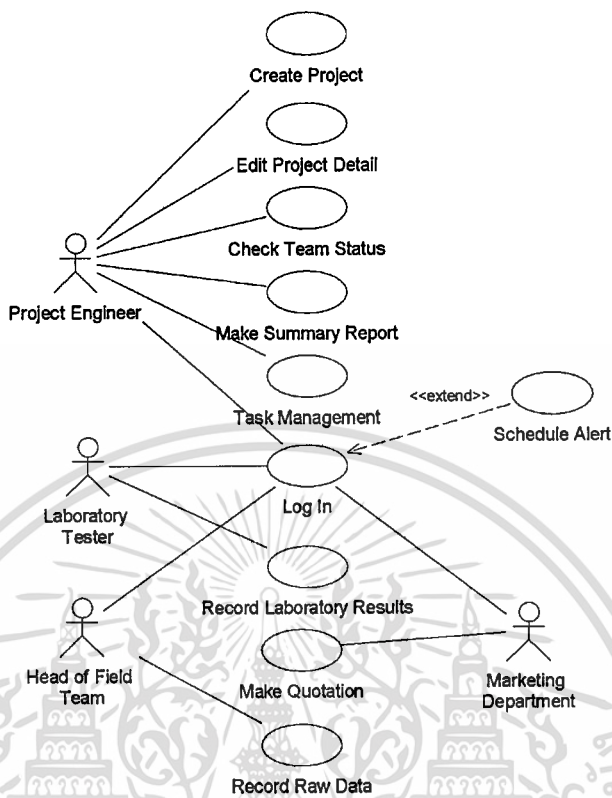 Create Project
Edit Project Detail
Check Team Status
Project Engineer
Make Summary Report
Task Management
<<extend>>
Schedule Alert
Log In
Laboratory
Tester
Record Laboratory Results
Head of Field
Team
Make Quotation
Marketing
Department
Record Raw Data